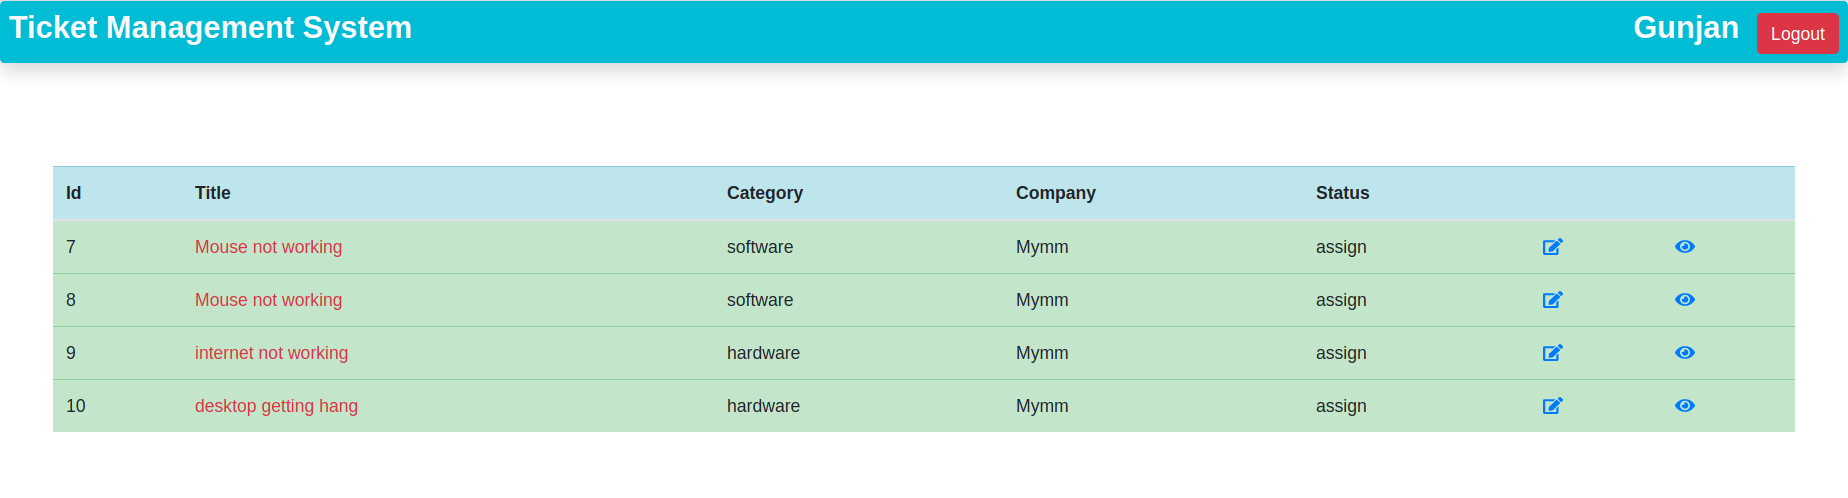 Ticket Management System Gunjan Logout
Id Title Category Company Status
7 Mouse not working software Mymm assign
8 Mouse not working software Mymm assign
9 internet not working hardware Mymm assign
10 desktop getting hang hardware Mymm assign